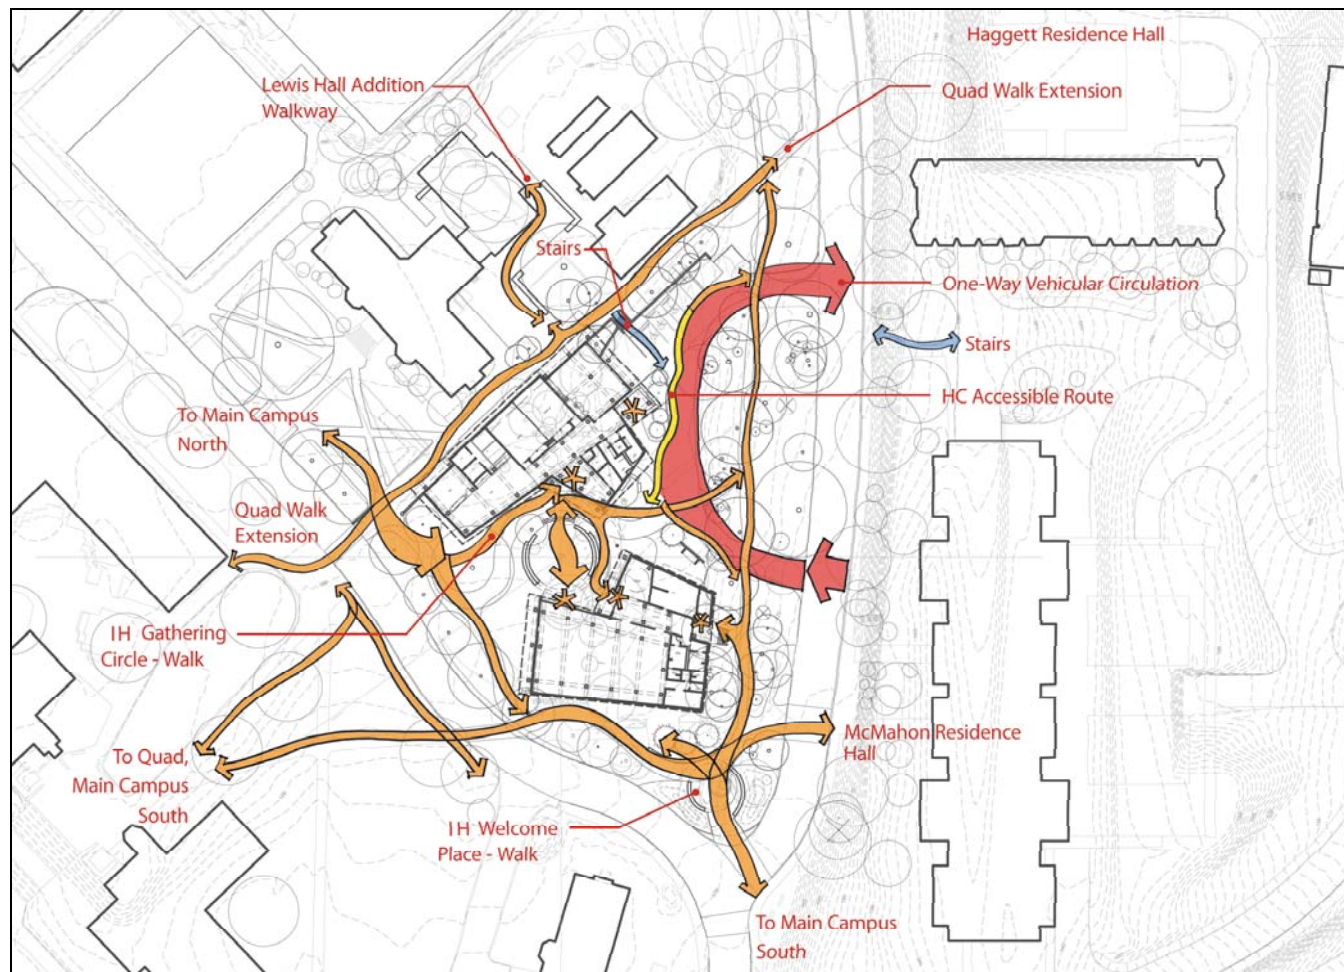 Haggett Residence Hall
Lewis Hall Addition
Walkway
Quad Walk Extension
Stairs
One-Way Vehicular Circulation
Stairs
HC Accessible Route
To Main Campus
North
Quad Walk
Extension
IH Gathering
Circle - Walk
McMahon Residence
Hall
To Quad,
Main Campus
South
IH Welcome
Place - Walk
To Main Campus
South